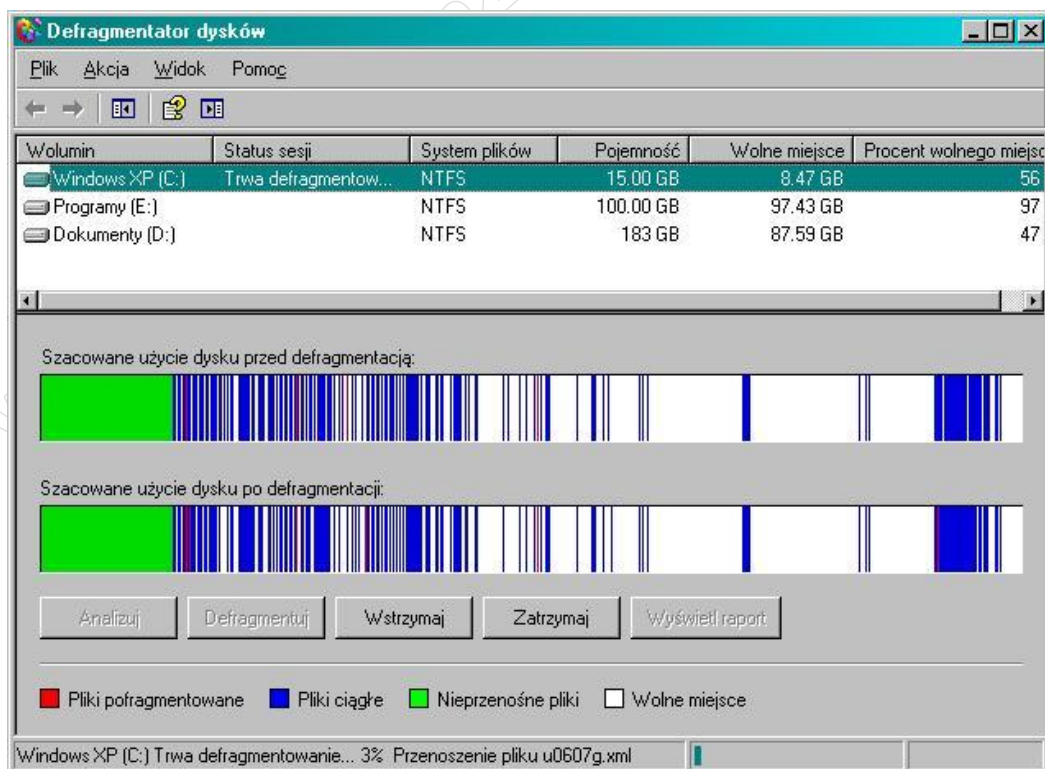 Defragmentator dysków
Plik Akcja Widok Pomoc
Wolumin Status sesji System plików Pojemność Wolne miejsce Procent wolnego miejsc
Windows XP (C:) Trwa defragmentow... NTFS 15.00 GB 8.47 GB 56
Programy (E:) NTFS 100.00 GB 97.43 GB 97
Dokumenty (D:) NTFS 183 GB 87.59 GB 47
Szacowane użycie dysku przed defragmentacją:
Szacowane użycie dysku po defragmentacji:
Analizuj Defragmentuj Wstrzymaj Zatrzymaj Wyświetl raport
Pliki pofragmentowane Pliki ciągłe Nieprzenośne pliki Wolne miejsce
Windows XP (C:) Trwa defragmentowanie... 3% Przenoszenie pliku u0607g.xml